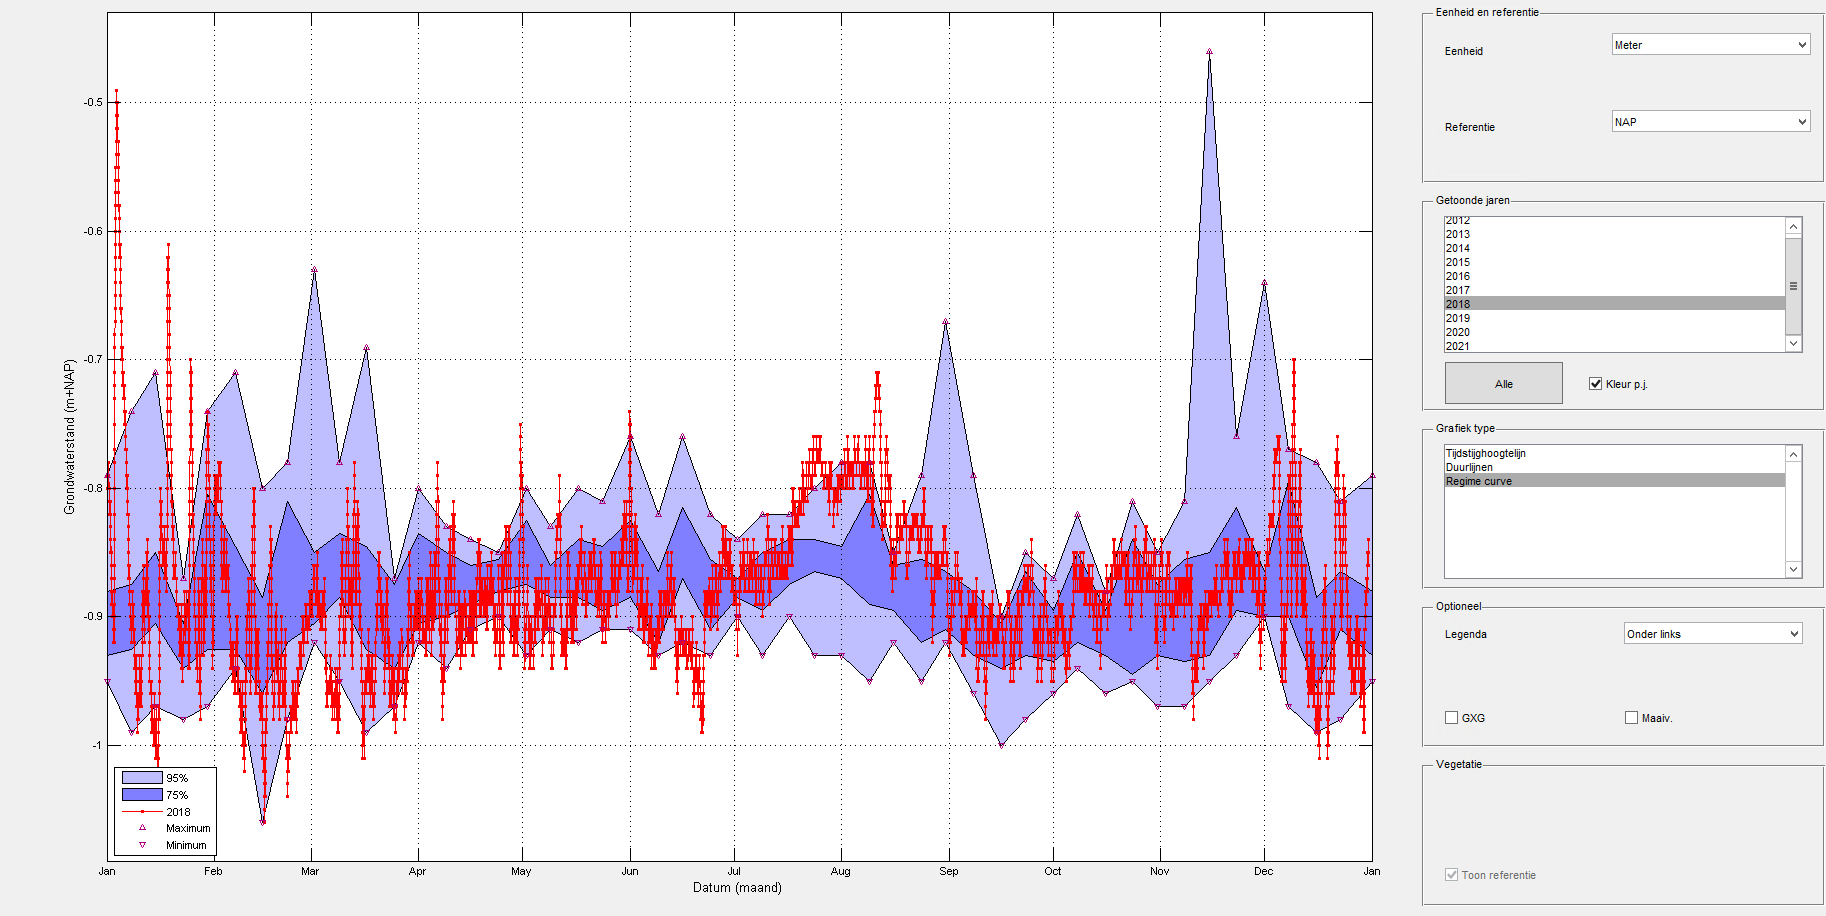 Grondwaterstand (m+NAP)
-0.5
-0.6
-0.7
-0.8
-0.9
-1
95%
75%
2018
Maximum
Minimum
Jan Feb Mar Apr May Jun Jul Aug Sep Oct Nov Dec Jan
Datum (maand)
Eenheid en referentie
Eenheid Meter
Referentie NAP
Getoonde jaren
2012
2013
2014
2015
2016
2017
2018
2019
2020
2021
Alle Kleur p.j.
Grafiek type
Tijdstijghoogtelijn
Duurlijnen
Regime curve
Optioneel
Legenda Onder links
GXG Maaiv.
Vegetatie
Toon referentie